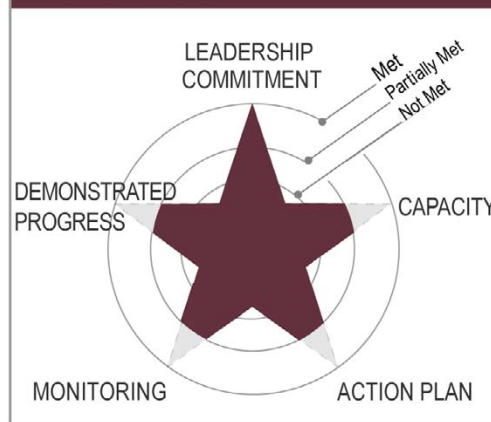 LEADERSHIP
COMMITMENT
Met
Partially Met
Not Met
DEMONSTRATED
PROGRESS
CAPACITY
MONITORING
ACTION PLAN